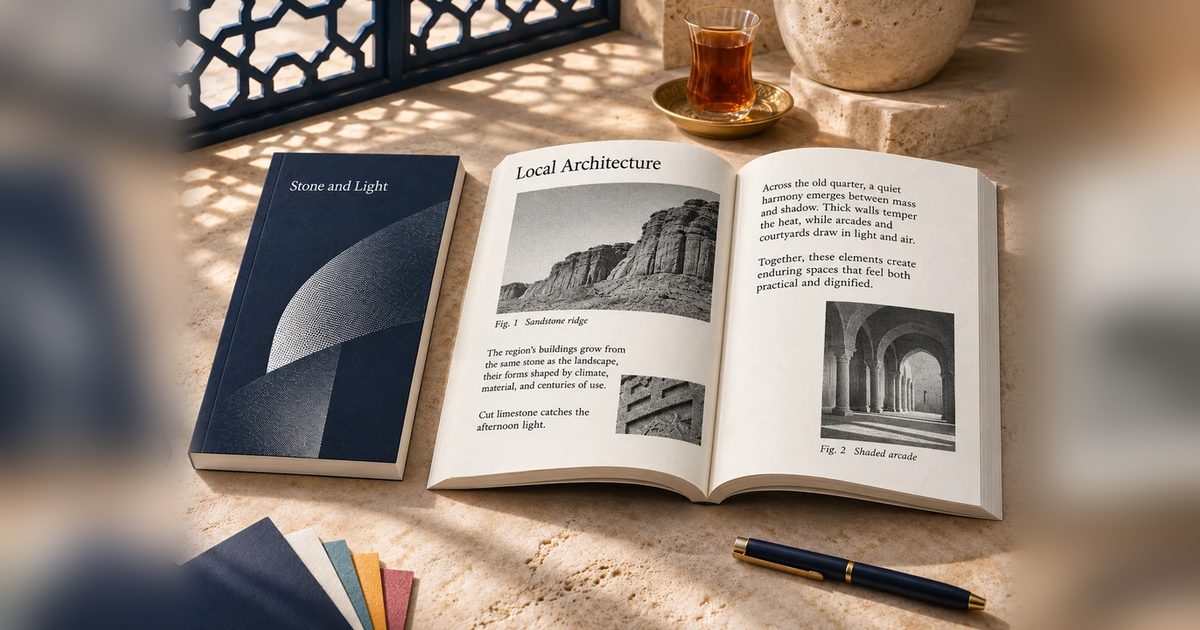 Stone and Light
Local Architecture
Fig. 1 Sandstone ridge
The region's buildings grow from
the same stone as the landscape,
their forms shaped by climate,
material, and centuries of use.
Cut limestone catches the
afternoon light.
Across the old quarter, a quiet
harmony emerges between mass
and shadow. Thick walls temper
the heat, while arcades and
courtyards draw in light and air.
Together, these elements create
enduring spaces that feel both
practical and dignified.
Fig. 2 Shaded arcade